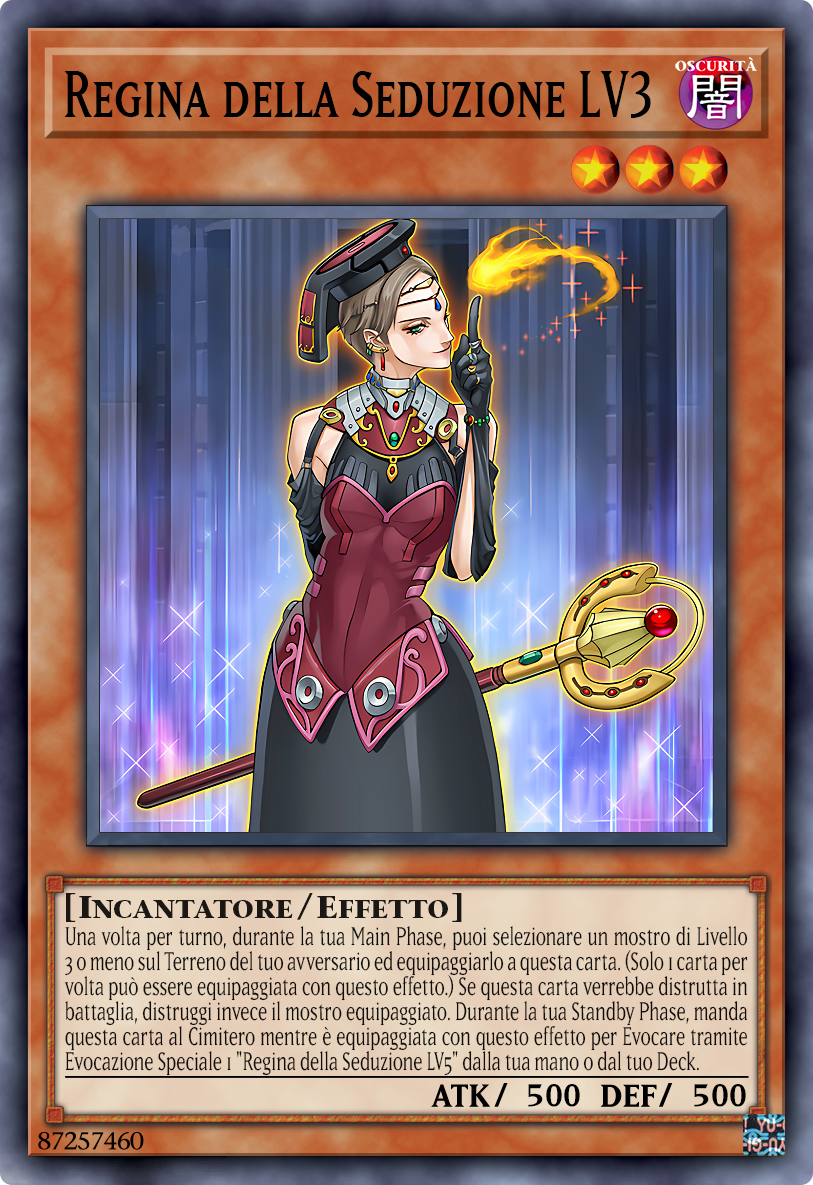 REGINA DELLA SEDUZIONE LV3
OSCURITÀ
闇
[INCANTATORE/EFFETTO]
Una volta per turno, durante la tua Main Phase, puoi selezionare un mostro di Livello
3 o meno sul Terreno del tuo avversario ed equipaggiarlo a questa carta. (Solo 1 carta per
volta può essere equipaggiata con questo effetto.) Se questa carta verrebbe distrutta in
battaglia, distruggi invece il mostro equipaggiato. Durante la tua Standby Phase, manda
questa carta al Cimitero mentre è equipaggiata con questo effetto per Evocare tramite
Evocazione Speciale 1 "Regina della Seduzione LV5" dalla tua mano o dal tuo Deck.
ATK/ 500 DEF/ 500
87257460